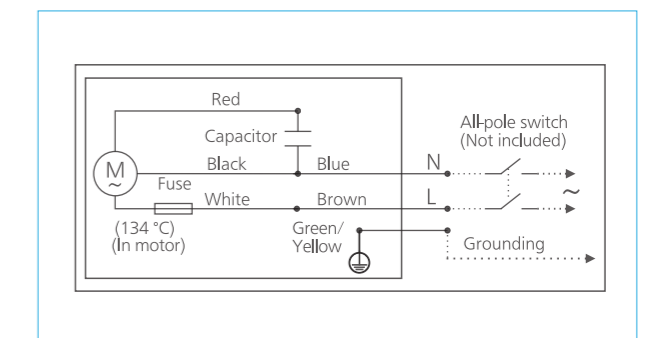 Red
All-pole switch
(Not included)
Capacitor
Black
Blue
N
M
~
Fuse
~
White
Brown
L
(134 °C)
(In motor)
Green/
Yellow
Grounding